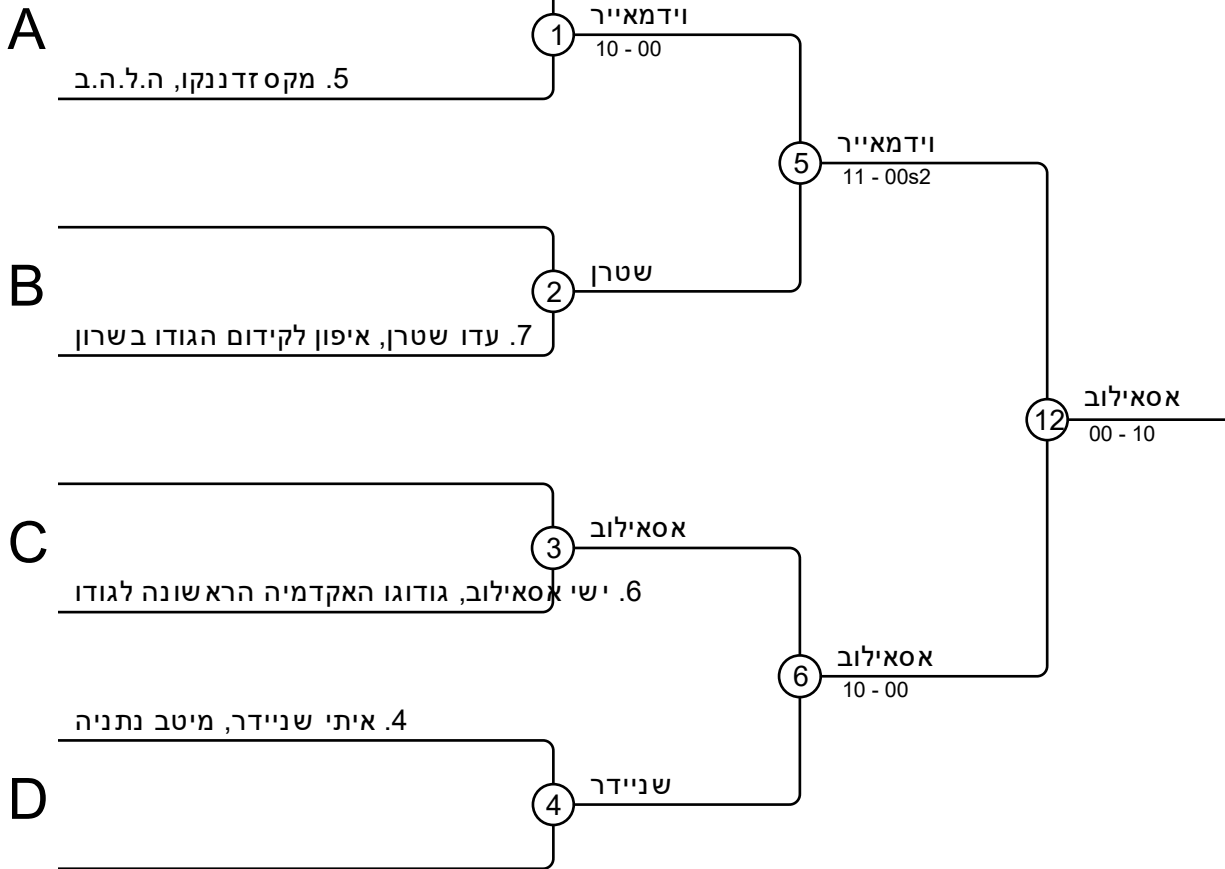 A
1
וידמאייר
10 - 00
5. מקס זדננקו, ה.ל.ה.ב
5
וידמאייר
11 - 00s2
B
2
שטרן
7. עדו שטרן, איפון לקידום הגודו בשרון
12
אסאילוב
00 - 10
C
3
אסאילוב
6. ישי אסאילוב, גודוגו האקדמיה הראשונה לגודו
6
אסאילוב
10 - 00
4. איתי שניידר, מיטב נתניה
D
4
שניידר